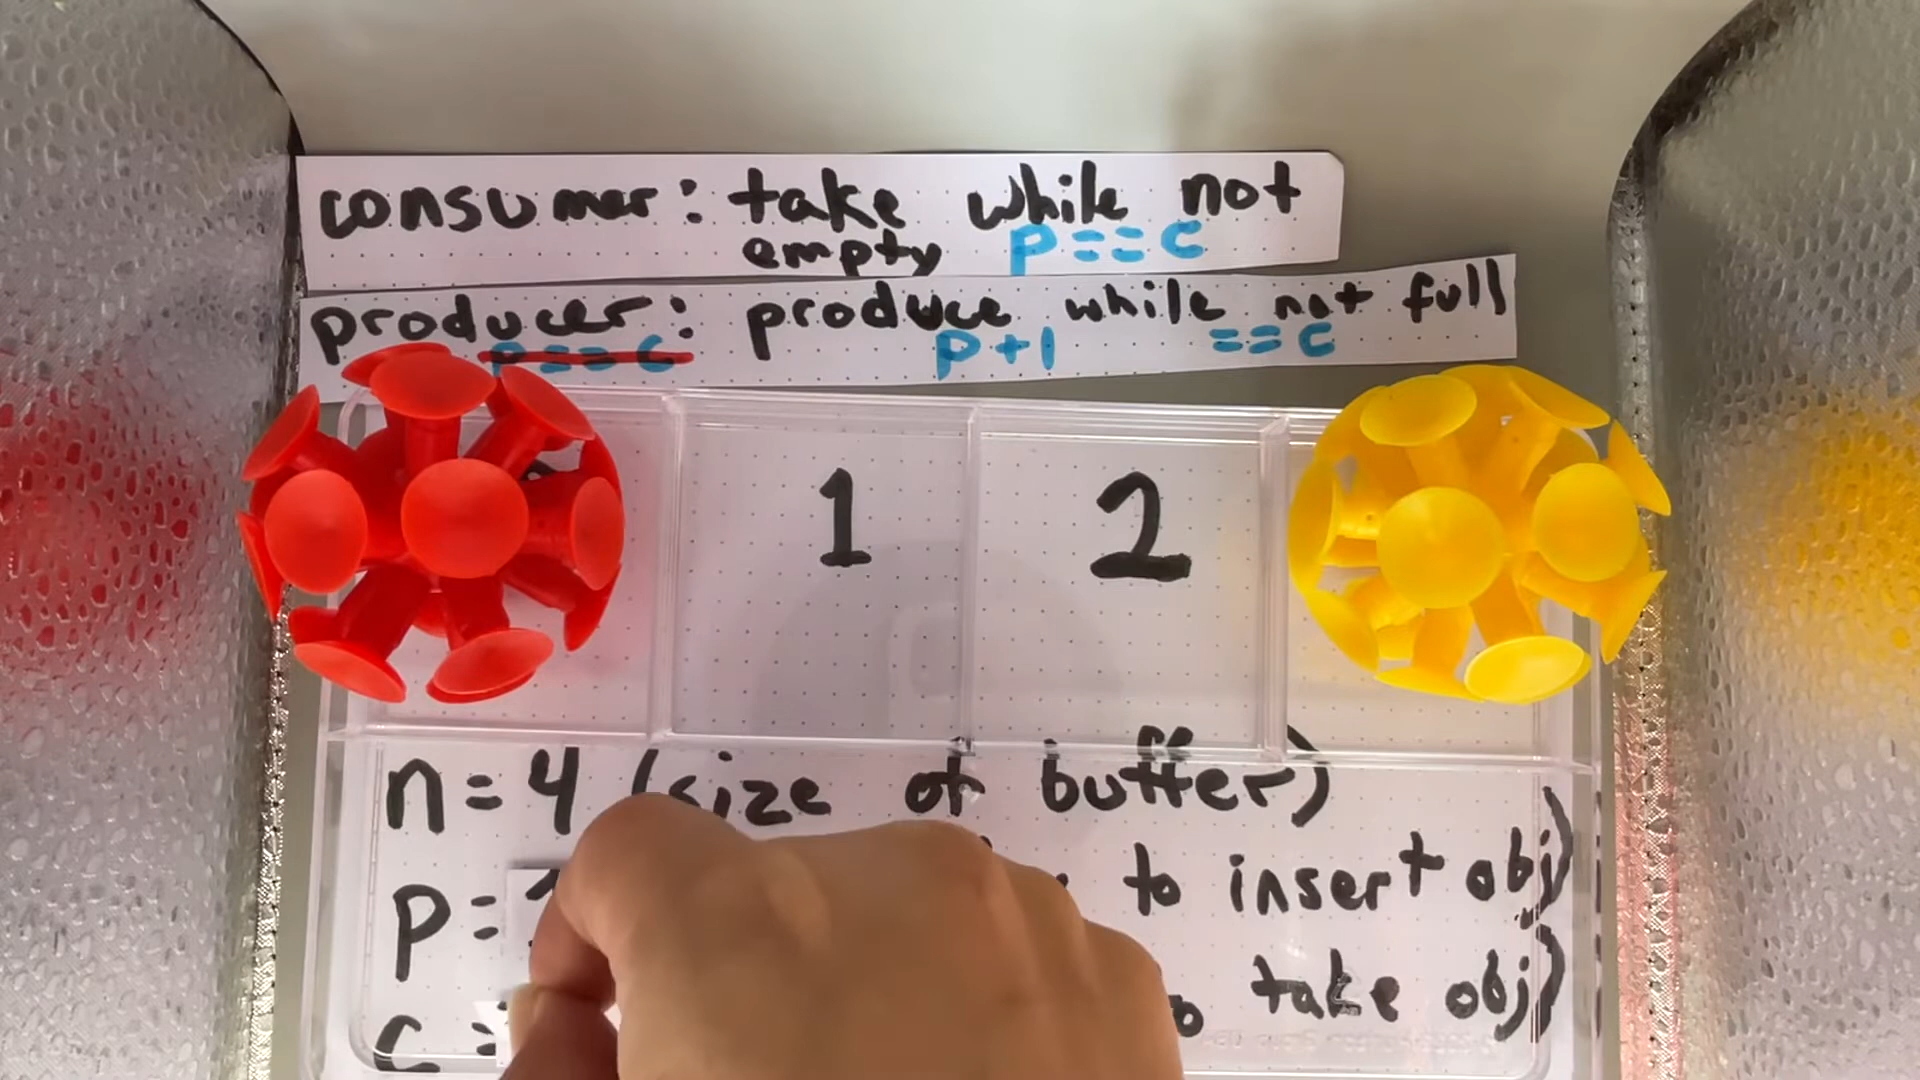 consumer: take while not
empty p==c
producer: produce while not full
p==c p+1 ==c
1 2
n=4 (size of buffer)
p= to insert obj)
c= take obj)